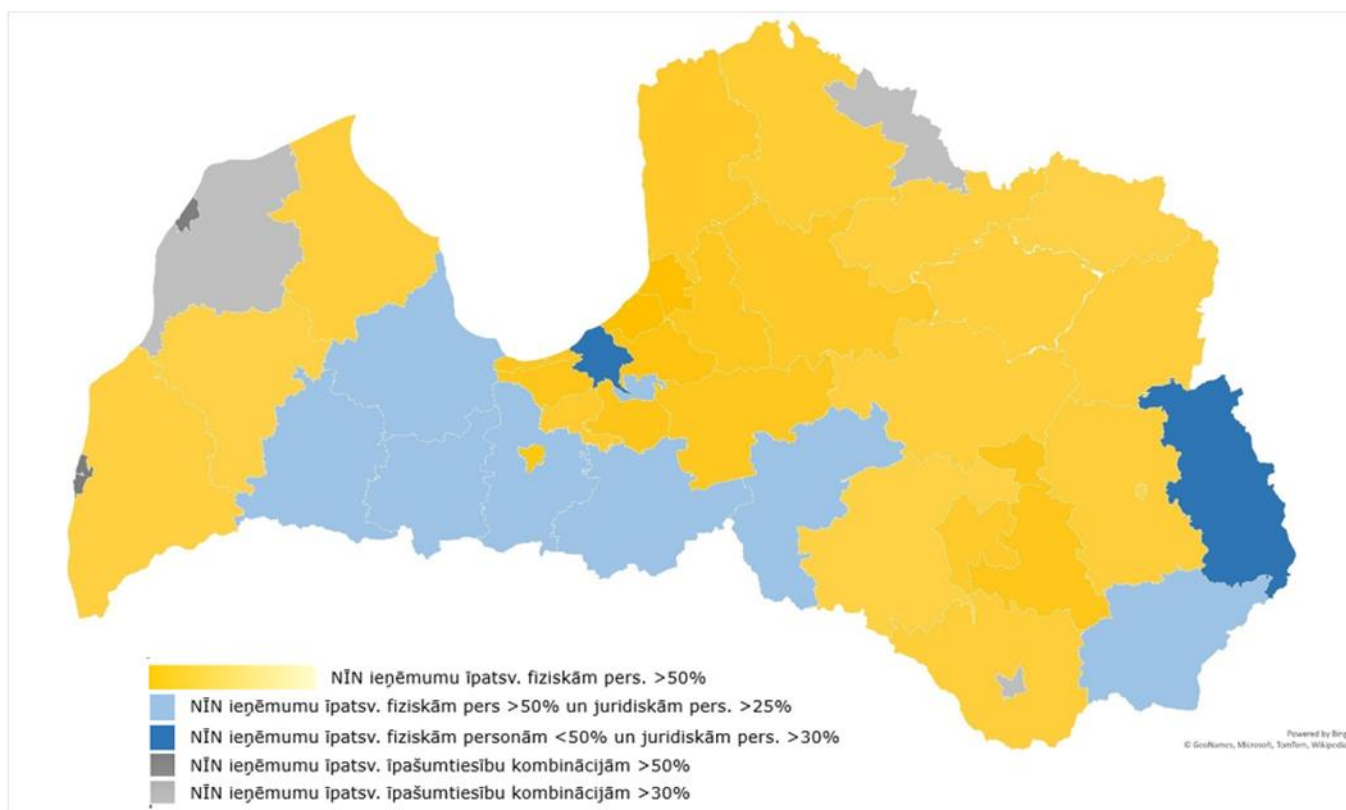 NĪN ieņēmumu īpatsv. fiziskām pers. >50%
NĪN ieņēmumu īpatsv. fiziskām pers >50% un juridiskām pers. >25%
NĪN ieņēmumu īpatsv. fiziskām personām <50% un juridiskām pers. >30%
NĪN ieņēmumu īpatsv. īpašumtiesību kombinācijām >50%
NĪN ieņēmumu īpatsv. īpašumtiesību kombinācijām >30%
Powered by Bing
© GeoNames, Microsoft, TomTom, Wikipedia